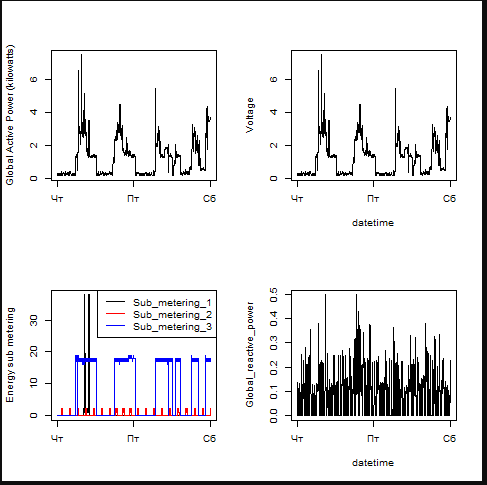 Global Active Power (kilowatts)
0 2 4 6
Чт Пт Сб
Voltage
0 2 4 6
Чт Пт Сб
datetime
Energy sub metering
0 10 20 30
Sub_metering_1
Sub_metering_2
Sub_metering_3
Чт Пт Сб
Global_reactive_power
0.0 0.1 0.2 0.3 0.4 0.5
Чт Пт Сб
datetime